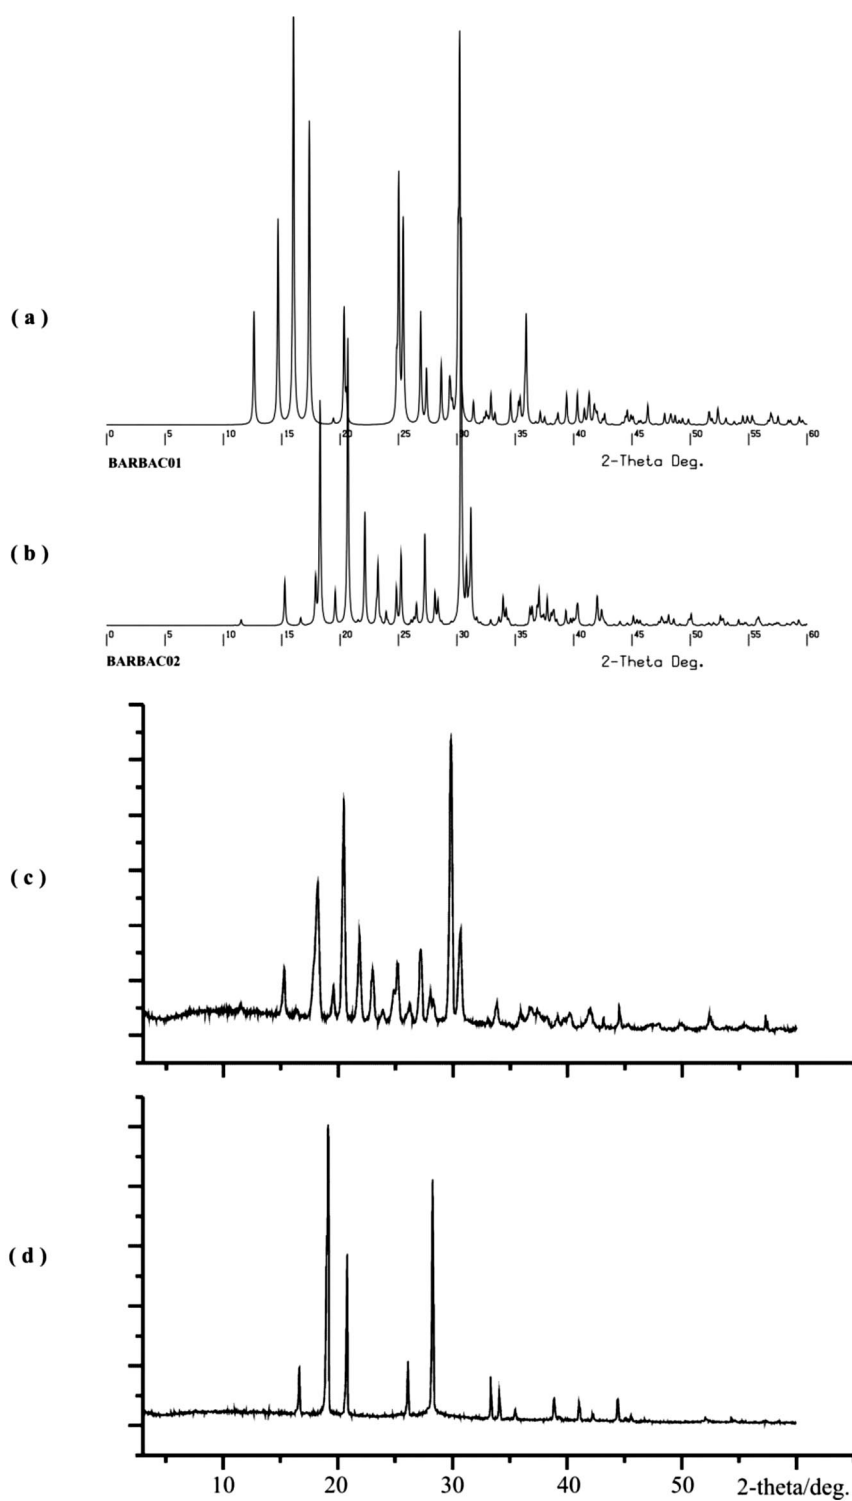 ( a )
0 5 10 15 20 25 30 35 40 45 50 55 60
BARBAC01 2-Theta Deg.
( b )
0 5 10 15 20 25 30 35 40 45 50 55 60
BARBAC02 2-Theta Deg.
( c )
( d )
10 20 30 40 50 2-theta/deg.